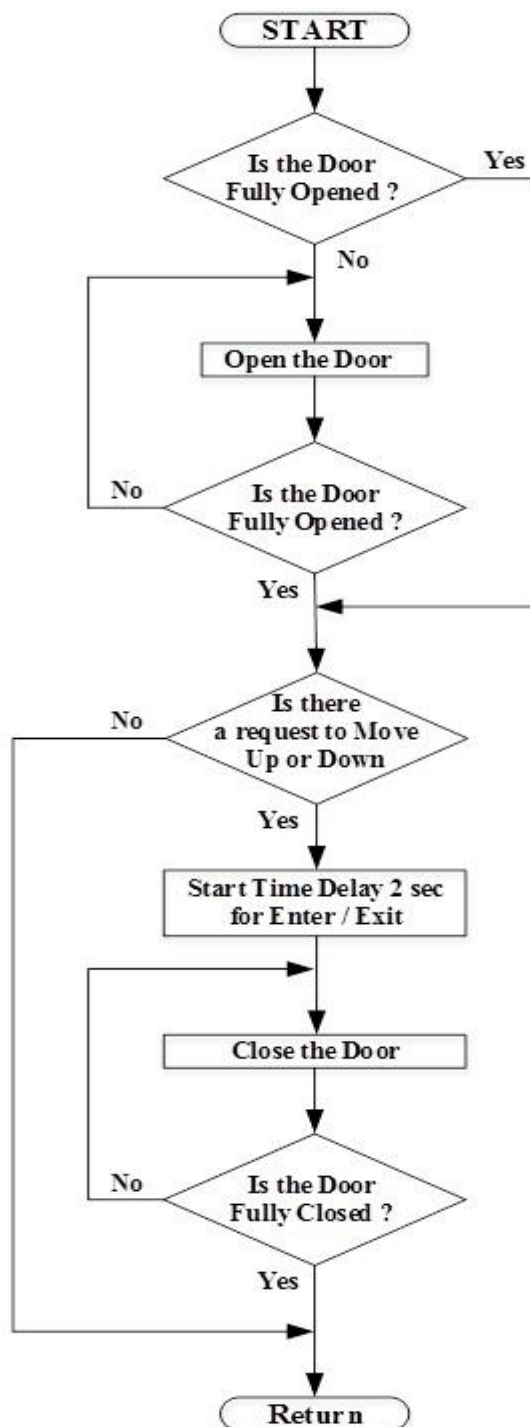 START
Is the Door
Fully Opened ?
Yes
No
Open the Door
No
Is the Door
Fully Opened ?
Yes
No
Is there
a request to Move
Up or Down
Yes
Start Time Delay 2 sec
for Enter / Exit
Close the Door
No
Is the Door
Fully Closed ?
Yes
Return